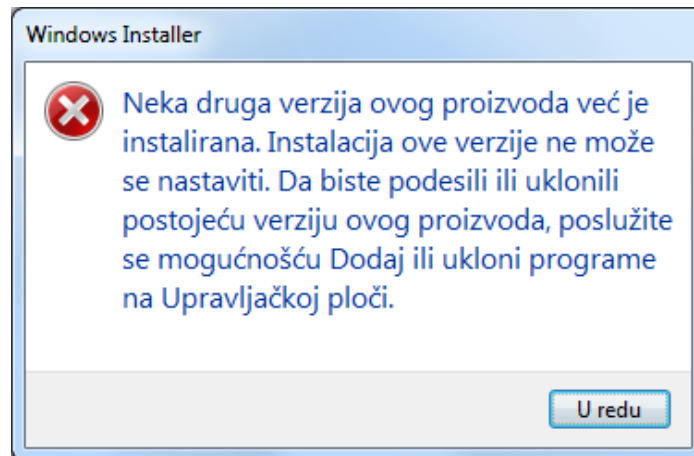 Windows Installer
Neka druga verzija ovog proizvoda već je
instalirana. Instalacija ove verzije ne može
se nastaviti. Da biste podesili ili uklonili
postojeću verziju ovog proizvoda, poslužite
se mogućnošću Dodaj ili ukloni programe
na Upravljačkoj ploči.
U redu